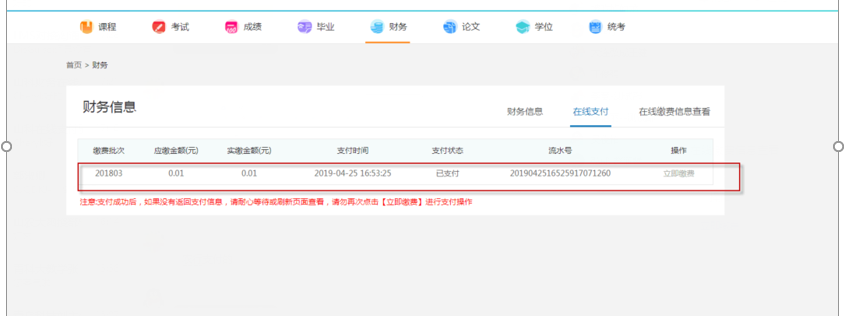 课程 考试 成绩 毕业 财务 论文 学位 统考
首页 > 财务
财务信息 财务信息 在线支付 在线缴费信息查看
缴费批次 应缴金额(元) 实缴金额(元) 支付时间 支付状态 流水号 操作
201803 0.01 0.01 2019-04-25 16:53:25 已支付 2019042516525917071260 立即缴费
注意:支付成功后，如果没有返回支付信息，请耐心等待或刷新页面查看，请勿再次点击【立即缴费】进行支付操作